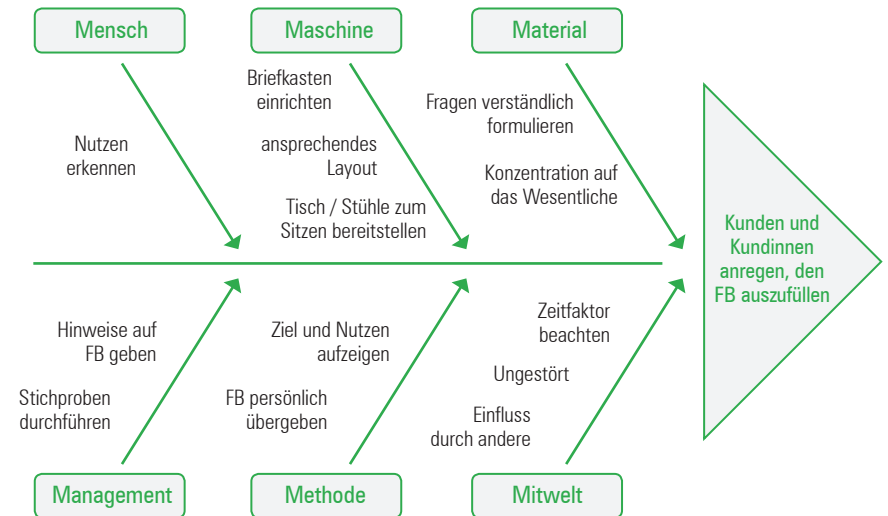 Mensch
Maschine
Material
Briefkasten
einrichten
Fragen verständlich
formulieren
Nutzen
erkennen
ansprechendes
Layout
Konzentration auf
das Wesentliche
Tisch / Stühle zum
Sitzen bereitstellen
Kunden und
Kundinnen
anregen, den
FB auszufüllen
Hinweise auf
FB geben
Ziel und Nutzen
aufzeigen
Zeitfaktor
beachten
Stichproben
durchführen
FB persönlich
übergeben
Ungestört
Einfluss
durch andere
Management
Methode
Mitwelt